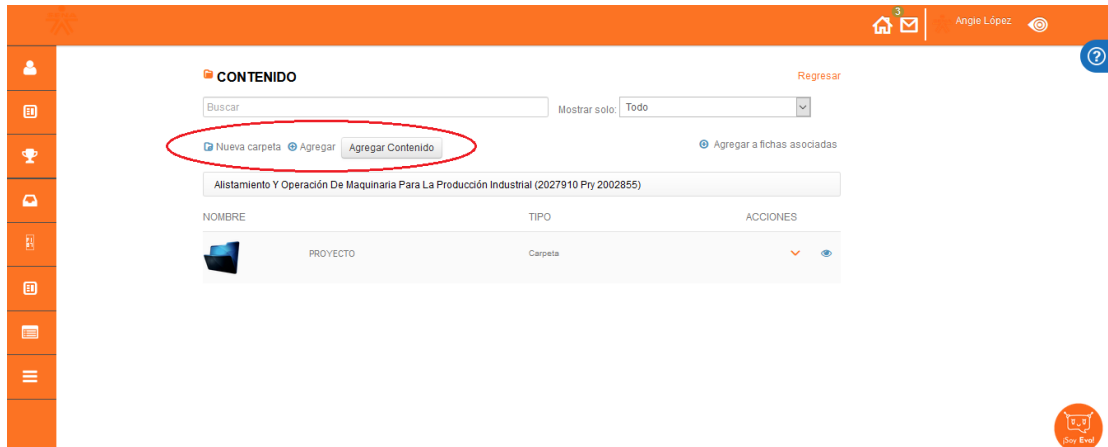 3
Angie López
CONTENIDO
Regresar
Buscar
Mostrar solo: Todo
Nueva carpeta Agregar Agregar Contenido
Agregar a fichas asociadas
Alistamiento Y Operación De Maquinaria Para La Producción Industrial (2027910 Pry 2002855)
NOMBRE TIPO ACCIONES
PROYECTO Carpeta
¡Soy Eva!